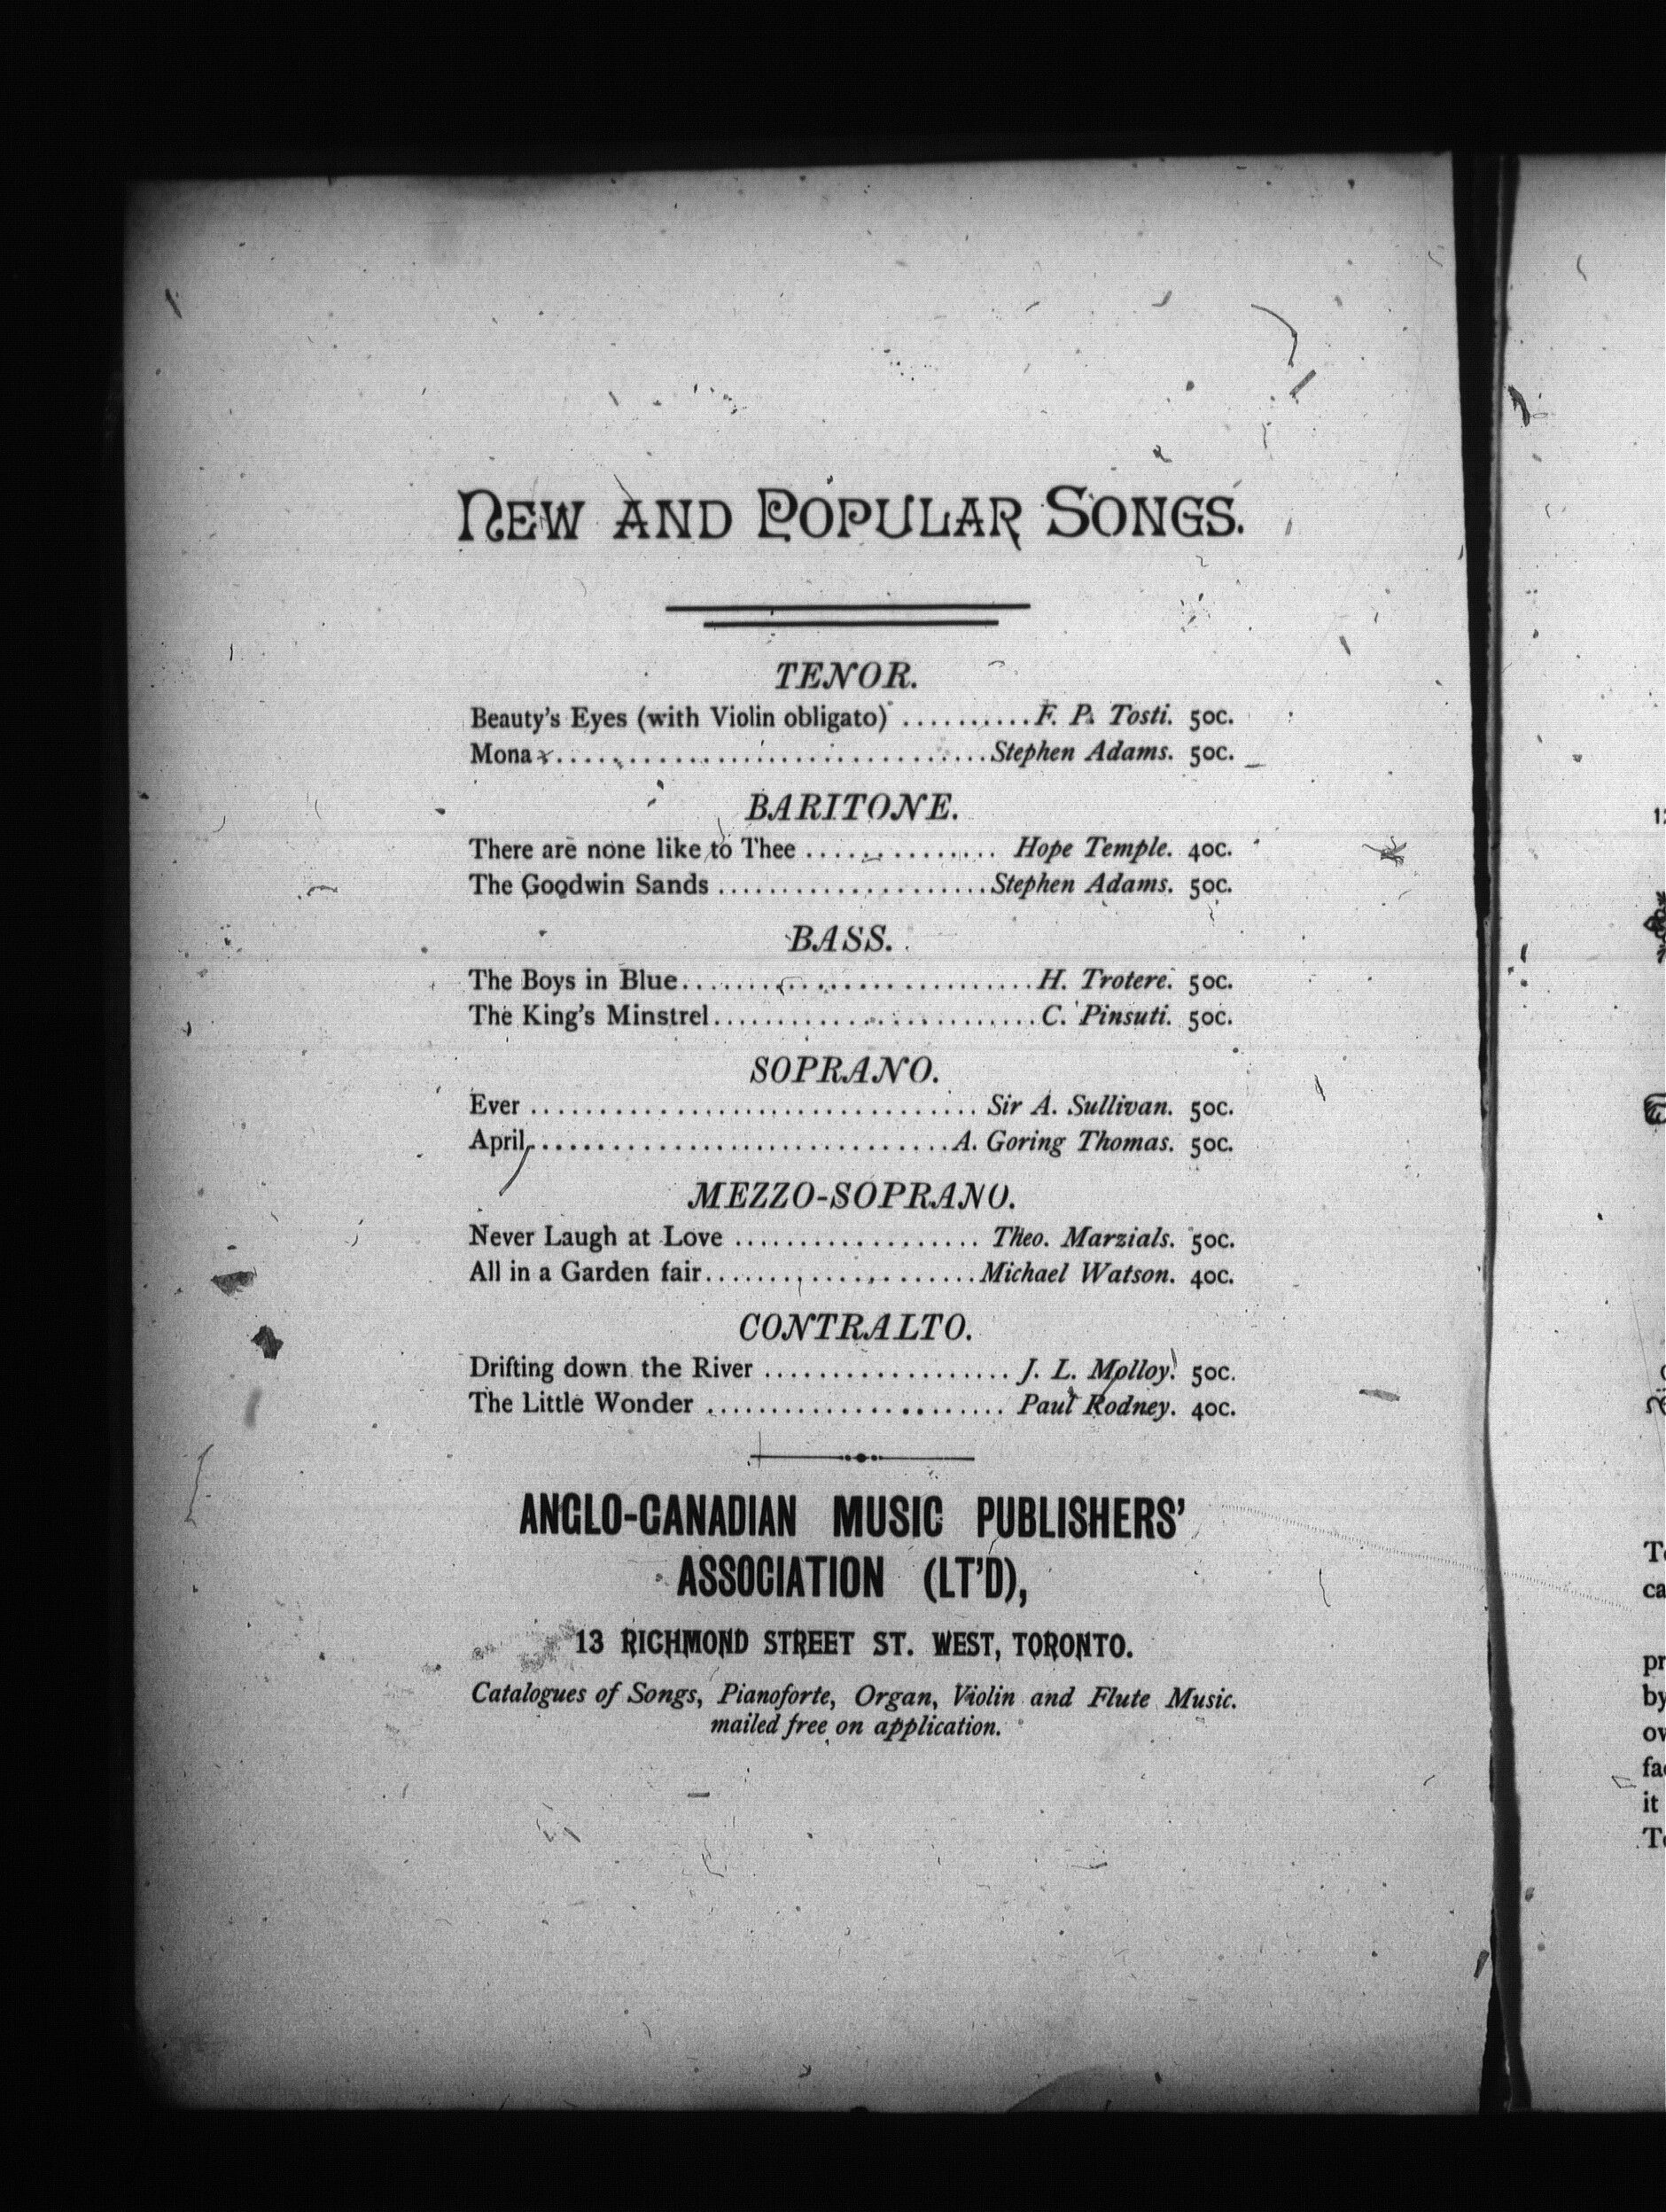 NEW AND POPULAR SONGS.
TENOR.
Beauty's Eyes (with Violin obligato) ..........F. P. Tosti. 50c.
Mona ..................................Stephen Adams. 50c.
BARITONE.
There are none like to Thee ............... Hope Temple. 40c.
The Goodwin Sands .....................Stephen Adams. 50c.
BASS.
The Boys in Blue............................H. Trotere. 50c.
The King's Minstrel..........................C. Pinsuti. 50c.
SOPRANO.
Ever ................................... Sir A. Sullivan. 50c.
April.................................A. Goring Thomas. 50c.
MEZZO-SOPRANO.
Never Laugh at Love ................... Theo. Marzials. 50c.
All in a Garden fair.....................Michael Watson. 40c.
CONTRALTO.
Drifting down the River ................... J. L. Molloy. 50c.
The Little Wonder ....................... Paul Rodney. 40c.
ANGLO-CANADIAN MUSIC PUBLISHERS'
ASSOCIATION (LT'D),
13 RICHMOND STREET ST. WEST, TORONTO.
Catalogues of Songs, Pianoforte, Organ, Violin and Flute Music.
mailed free on application.